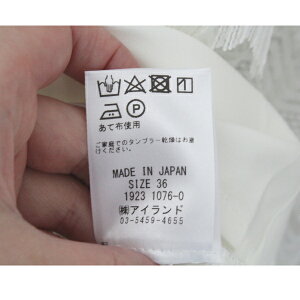 P
あて布使用
ご家庭でのタンブラー乾燥はお避
けください。
MADE IN JAPAN
SIZE 36
1923 1076-0
㈱アイランド
03-5459-4655